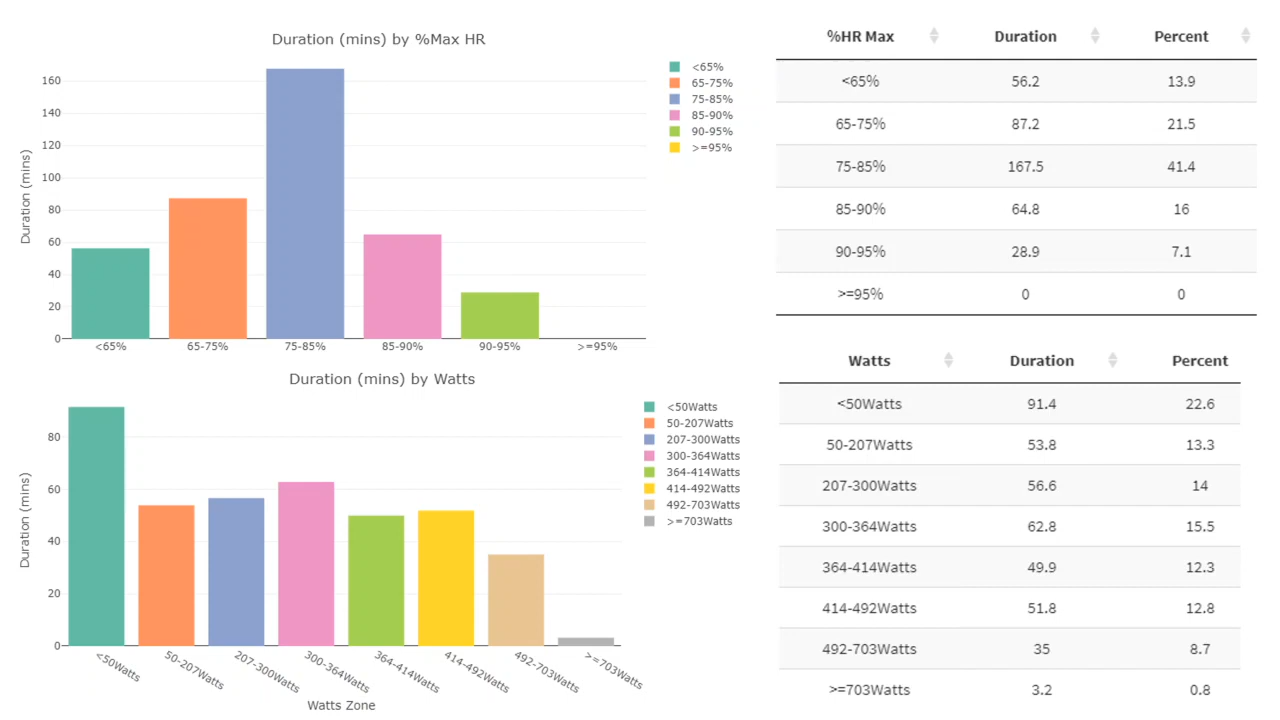 Duration (mins) by %Max HR
Duration (mins)
160
140
120
100
80
60
40
20
0
<65% 65-75% 75-85% 85-90% 90-95% >=95%
<65%
65-75%
75-85%
85-90%
90-95%
>=95%
%HR Max Duration Percent
<65% 56.2 13.9
65-75% 87.2 21.5
75-85% 167.5 41.4
85-90% 64.8 16
90-95% 28.9 7.1
>=95% 0 0
Duration (mins) by Watts
Duration (mins)
80
60
40
20
0
<50Watts 50-207Watts 207-300Watts 300-364Watts 364-414Watts 414-492Watts 492-703Watts >=703Watts
Watts Zone
<50Watts
50-207Watts
207-300Watts
300-364Watts
364-414Watts
414-492Watts
492-703Watts
>=703Watts
Watts Duration Percent
<50Watts 91.4 22.6
50-207Watts 53.8 13.3
207-300Watts 56.6 14
300-364Watts 62.8 15.5
364-414Watts 49.9 12.3
414-492Watts 51.8 12.8
492-703Watts 35 8.7
>=703Watts 3.2 0.8